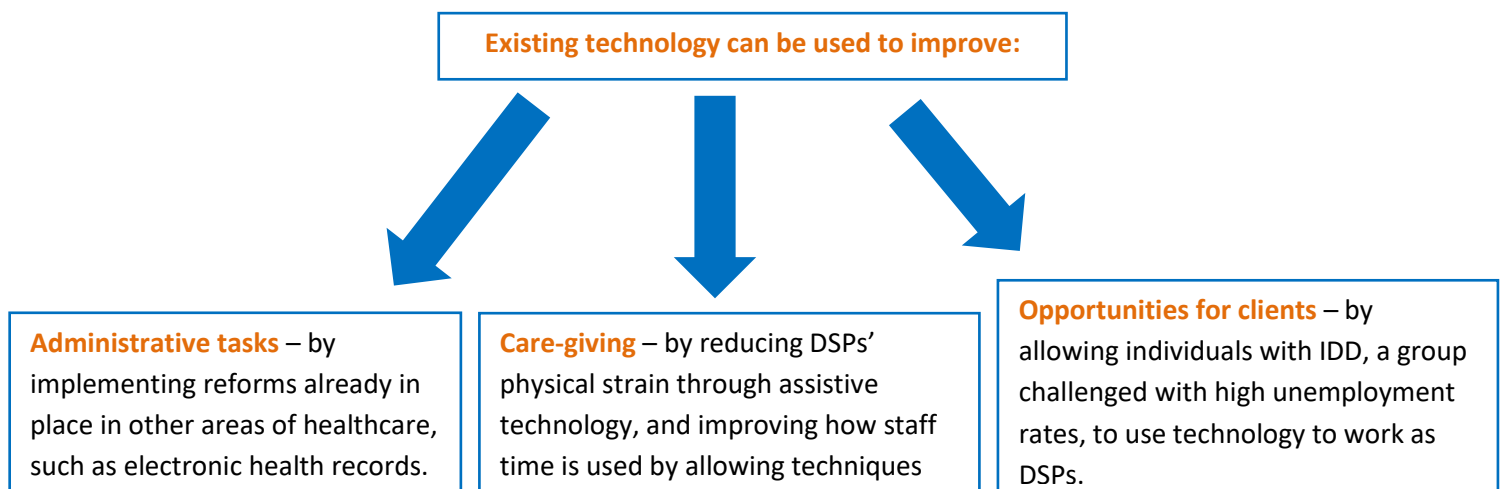 Existing technology can be used to improve:
Administrative tasks – by
implementing reforms already in
place in other areas of healthcare,
such as electronic health records.
Care-giving – by reducing DSPs’
physical strain through assistive
technology, and improving how staff
time is used by allowing techniques
Opportunities for clients – by
allowing individuals with IDD, a group
challenged with high unemployment
rates, to use technology to work as
DSPs.